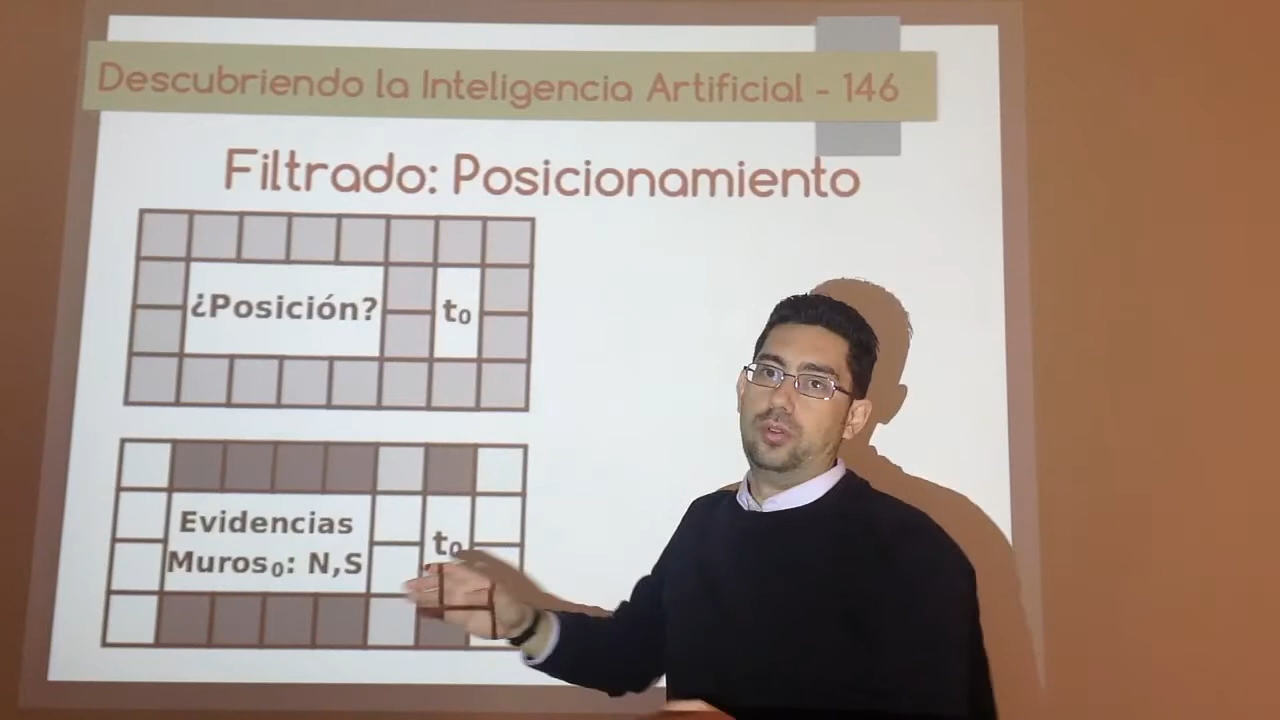 Descubriendo la Inteligencia Artificial - 146
Filtrado: Posicionamiento
¿Posición?
t₀
Evidencias
Muros₀: N,S
t₀